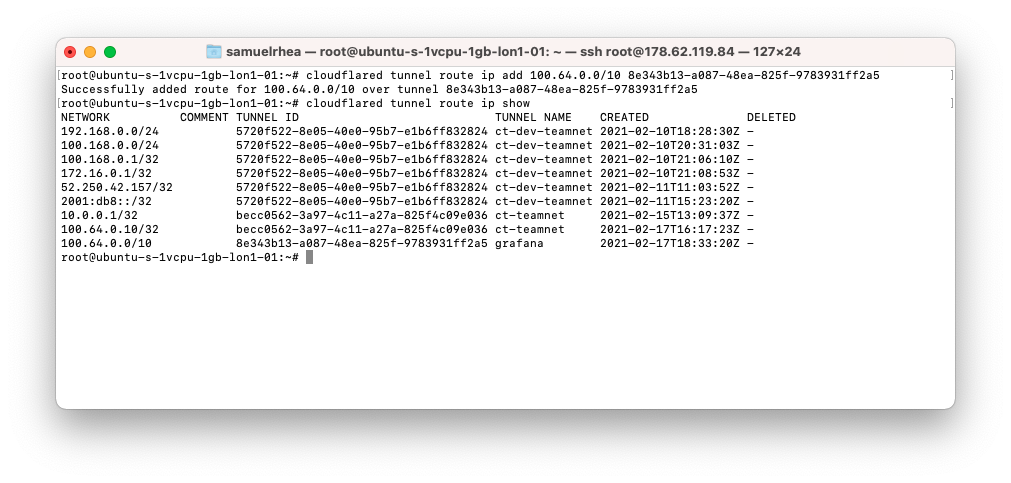 samuelrhea — root@ubuntu-s-1vcpu-1gb-lon1-01: ~ — ssh root@178.62.119.84 — 127×24
[root@ubuntu-s-1vcpu-1gb-lon1-01:~# cloudflared tunnel route ip add 100.64.0.0/10 8e343b13-a087-48ea-825f-9783931ff2a5 ]
Successfully added route for 100.64.0.0/10 over tunnel 8e343b13-a087-48ea-825f-9783931ff2a5
[root@ubuntu-s-1vcpu-1gb-lon1-01:~# cloudflared tunnel route ip show ]
NETWORK COMMENT TUNNEL ID TUNNEL NAME CREATED DELETED
192.168.0.0/24 5720f522-8e05-40e0-95b7-e1b6ff832824 ct-dev-teamnet 2021-02-10T18:28:30Z -
100.168.0.0/24 5720f522-8e05-40e0-95b7-e1b6ff832824 ct-dev-teamnet 2021-02-10T20:31:03Z -
100.168.0.1/32 5720f522-8e05-40e0-95b7-e1b6ff832824 ct-dev-teamnet 2021-02-10T21:06:10Z -
172.16.0.1/32 5720f522-8e05-40e0-95b7-e1b6ff832824 ct-dev-teamnet 2021-02-10T21:08:53Z -
52.250.42.157/32 5720f522-8e05-40e0-95b7-e1b6ff832824 ct-dev-teamnet 2021-02-11T11:03:52Z -
2001:db8::/32 5720f522-8e05-40e0-95b7-e1b6ff832824 ct-dev-teamnet 2021-02-11T15:23:20Z -
10.0.0.1/32 becc0562-3a97-4c11-a27a-825f4c09e036 ct-teamnet 2021-02-15T13:09:37Z -
100.64.0.10/32 becc0562-3a97-4c11-a27a-825f4c09e036 ct-teamnet 2021-02-17T16:17:23Z -
100.64.0.0/10 8e343b13-a087-48ea-825f-9783931ff2a5 grafana 2021-02-17T18:33:20Z -
root@ubuntu-s-1vcpu-1gb-lon1-01:~#